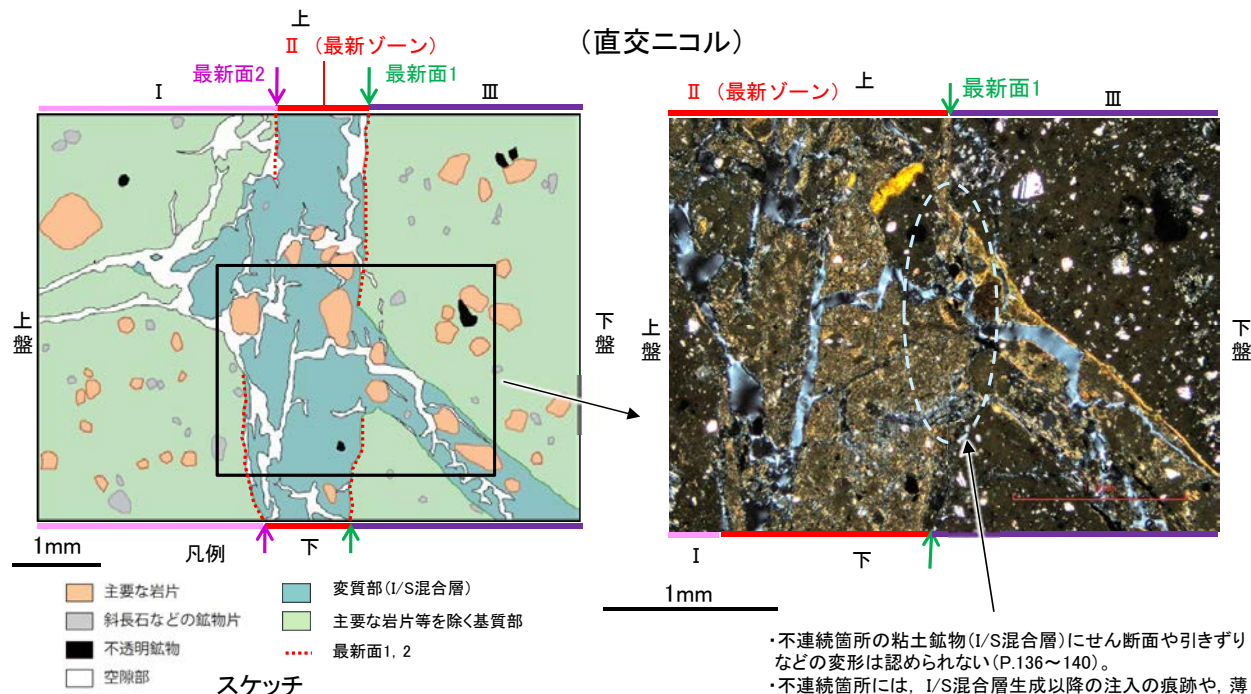 (直交ニコル)
上
Ⅱ (最新ゾーン)
最新面2
最新面1
Ⅰ
Ⅲ
上盤
下盤
1mm
凡例
下
主要な岩片
斜長石などの鉱物片
不透明鉱物
空隙部
変質部(I/S混合層)
主要な岩片等を除く基質部
最新面1, 2
スケッチ
Ⅱ (最新ゾーン)
上
最新面1
Ⅲ
上盤
下盤
Ⅰ
下
1mm
・不連続箇所の粘土鉱物(I/S混合層)にせん断面や引きずり
などの変形は認められない(P.136～140)。
・不連続箇所には, I/S混合層生成以降の注入の痕跡や, 薄